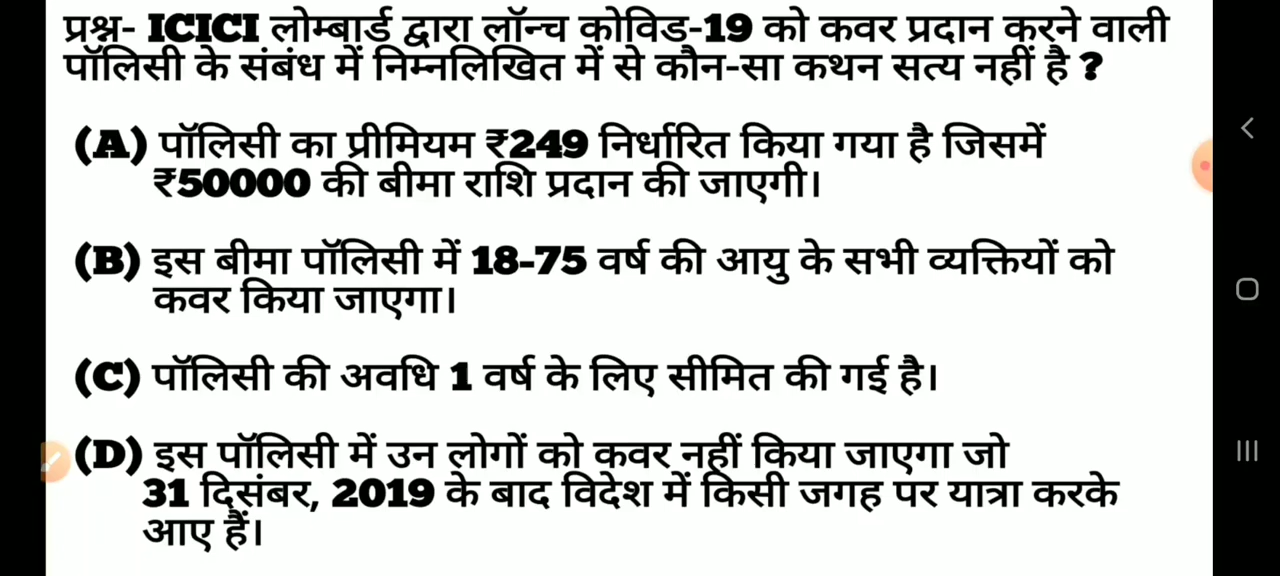 प्रश्न- ICICI लोम्बार्ड द्वारा लॉन्च कोविड-19 को कवर प्रदान करने वाली
पॉलिसी के संबंध में निम्नलिखित में से कौन-सा कथन सत्य नहीं है ?
(A) पॉलिसी का प्रीमियम ₹249 निर्धारित किया गया है जिसमें
₹50000 की बीमा राशि प्रदान की जाएगी।
(B) इस बीमा पॉलिसी में 18-75 वर्ष की आयु के सभी व्यक्तियों को
कवर किया जाएगा।
(C) पॉलिसी की अवधि 1 वर्ष के लिए सीमित की गई है।
(D) इस पॉलिसी में उन लोगों को कवर नहीं किया जाएगा जो
31 दिसंबर, 2019 के बाद विदेश में किसी जगह पर यात्रा करके
आए हैं।